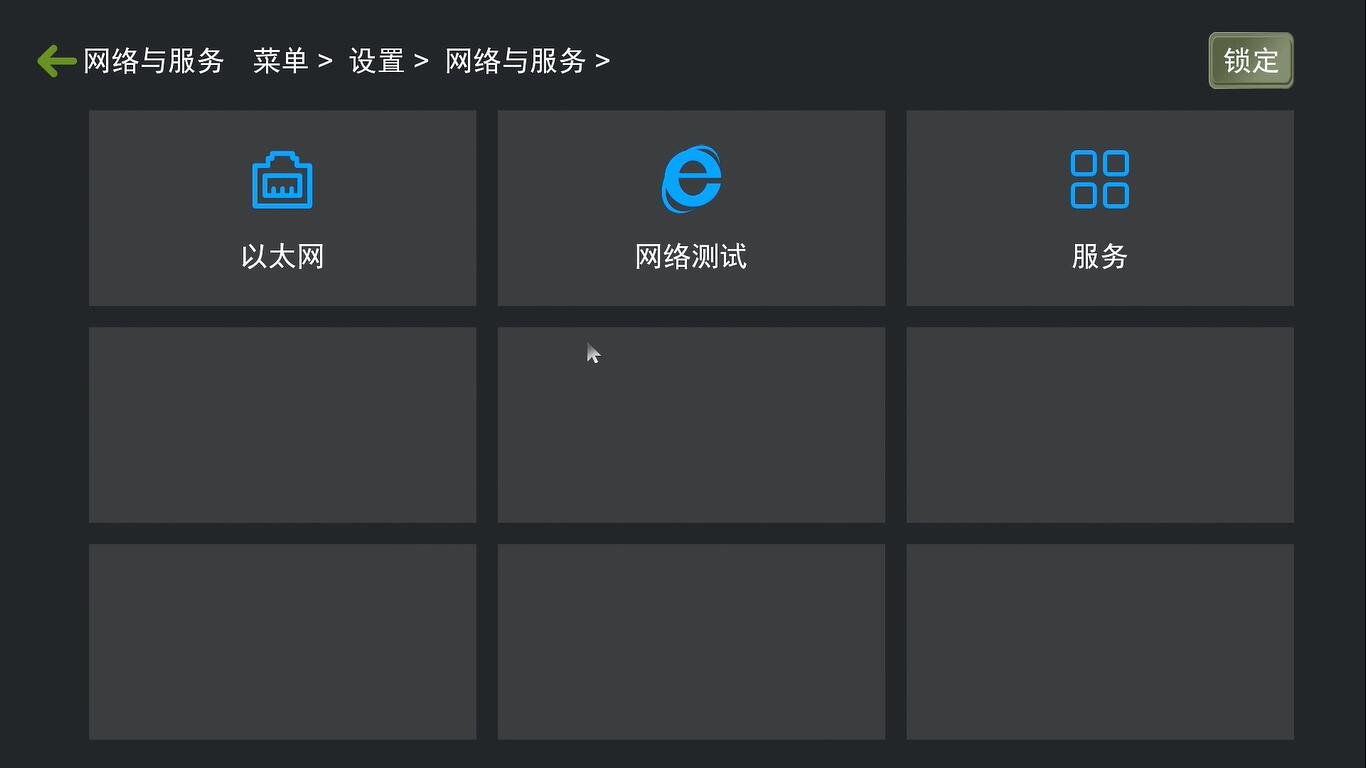 网络与服务 菜单 > 设置 > 网络与服务 >
锁定
以太网
网络测试
服务